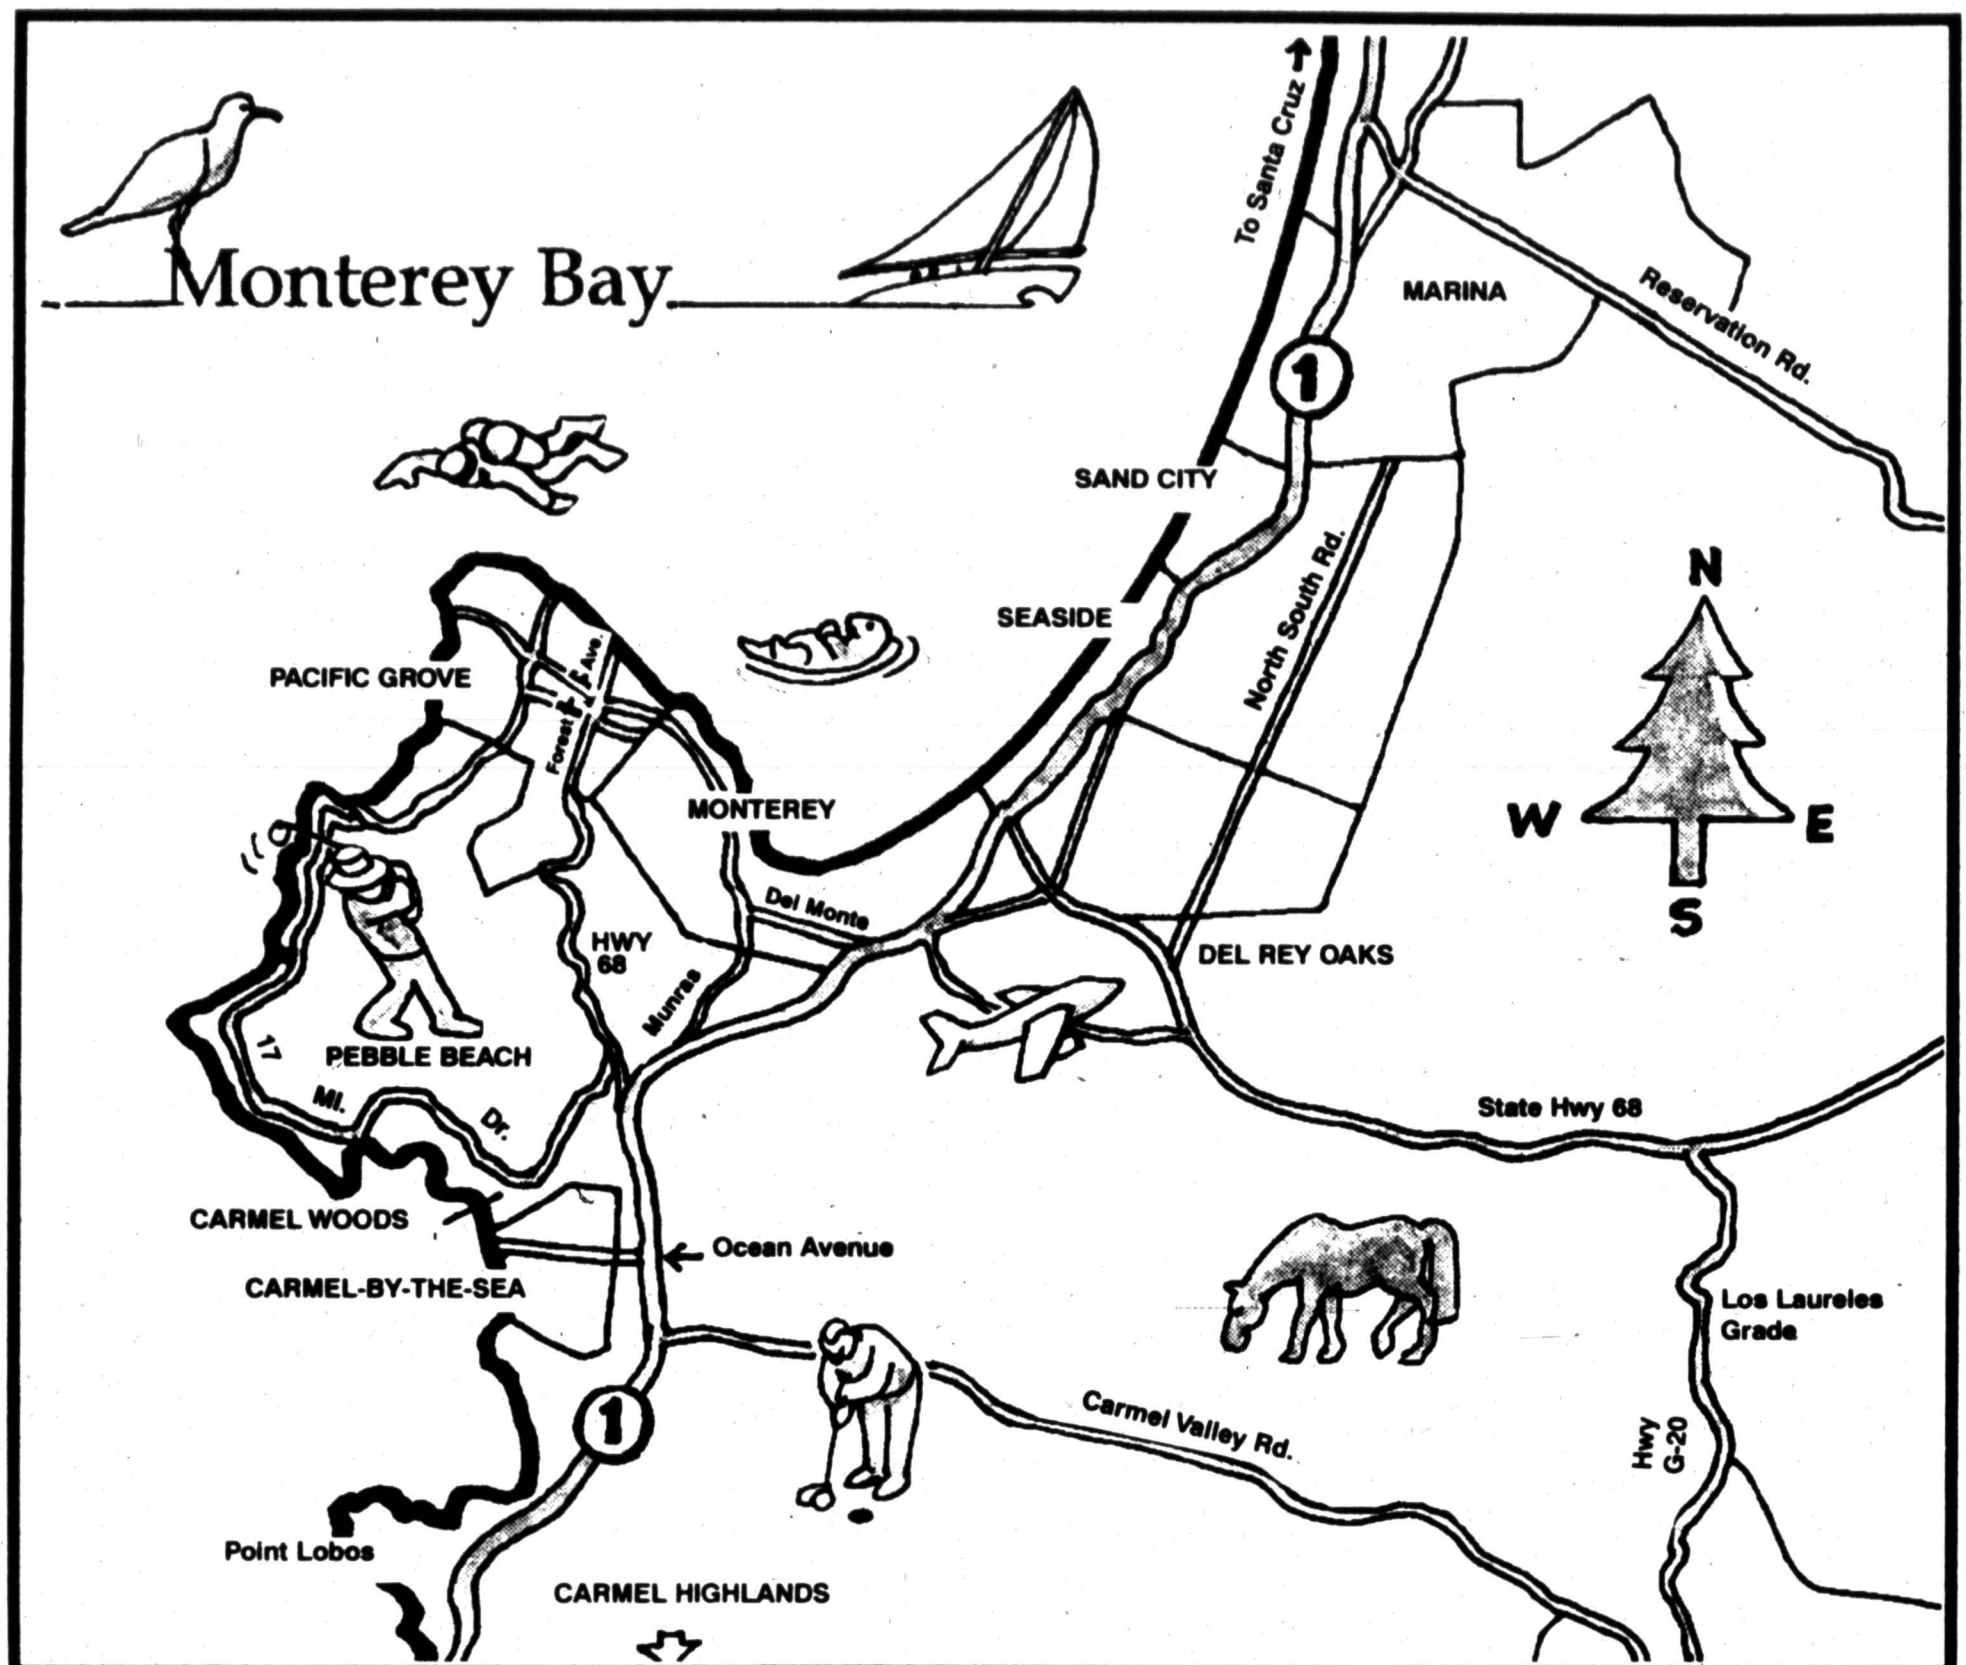 To Santa Cruz
Monterey Bay
MARINA
Reservation Rd.
1
SAND CITY
North South Rd.
N
SEASIDE
PACIFIC GROVE
Forest Ave.
MONTEREY
W
E
Del Monte
S
HWY
68
DEL REY OAKS
Munras
17
PEBBLE BEACH
MI.
Dr.
State Hwy 68
CARMEL WOODS
Ocean Avenue
CARMEL-BY-THE-SEA
Los Laureles
Grade
1
Carmel Valley Rd.
Hwy
G-20
Point Lobos
CARMEL HIGHLANDS